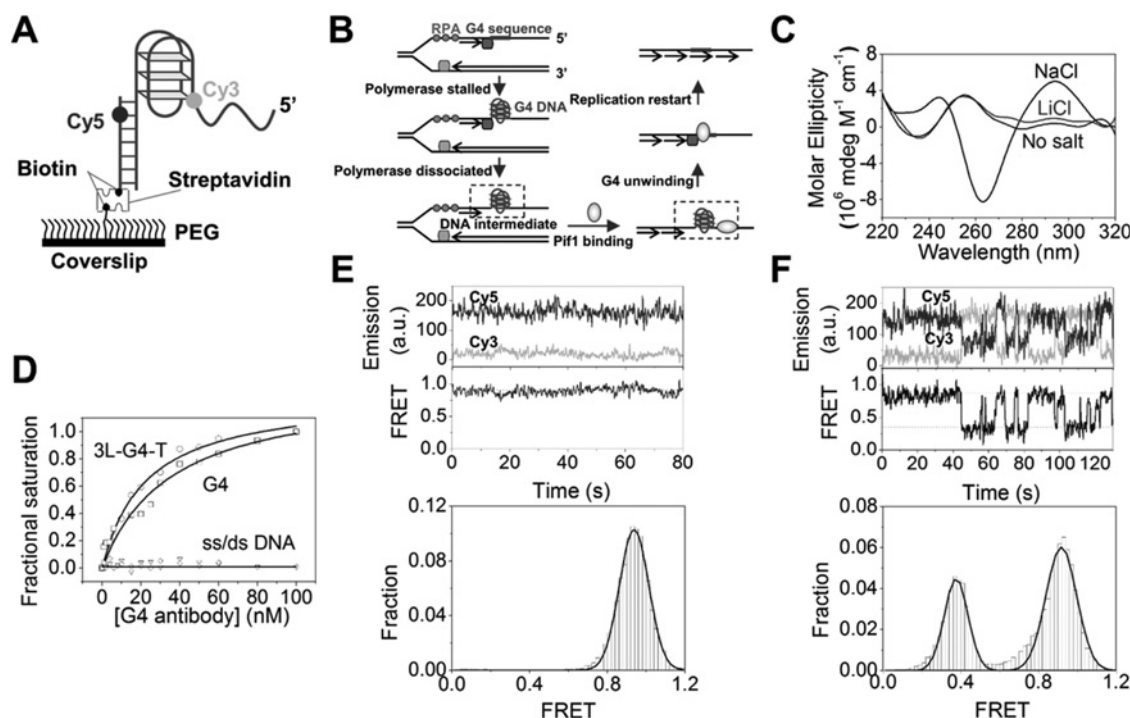 A
Cy3
5’
Cy5
Biotin
Streptavidin
PEG
Coverslip
B
RPA G4 sequence
5’
3’
Polymerase stalled
G4 DNA
Polymerase dissociated
DNA intermediate
Pif1 binding
G4 unwinding
Replication restart
C
Molar Ellipticity
(10⁶ mdeg M⁻¹ cm⁻¹)
8
4
0
4
8
NaCl
LiCl
No salt
220 240 260 280 300 320
Wavelength (nm)
D
Fractional saturation
1.0
0.8
0.6
0.4
0.2
0.0
3L-G4-T
G4
ss/ds DNA
0 20 40 60 80 100
[G4 antibody] (nM)
E
Emission
(a.u.)
200
100
0
Cy5
Cy3
FRET
1.0
0.5
0.0
0 20 40 60 80
Time (s)
Fraction
0.12
0.08
0.04
0.00
0.0 0.4 0.8 1.2
FRET
F
Emission
(a.u.)
200
100
0
Cy5
Cy3
FRET
1.0
0.5
0.0
0 20 40 60 80 100 120
Time (s)
Fraction
0.08
0.06
0.04
0.02
0.00
0.0 0.4 0.8 1.2
FRET